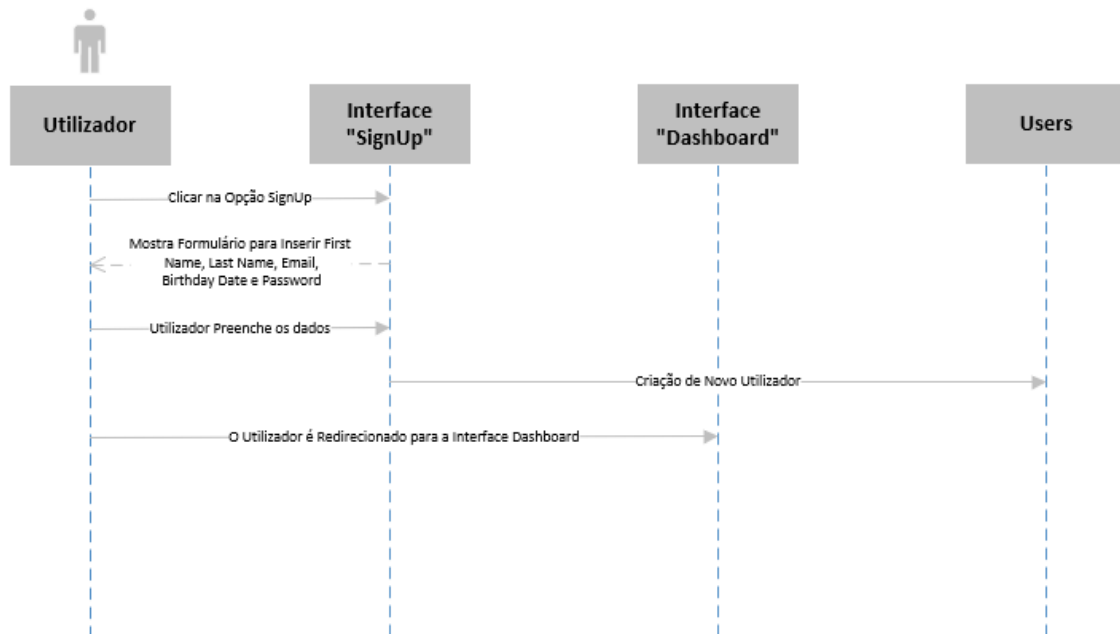 Utilizador
Interface
"SignUp"
Interface
"Dashboard"
Users
Clicar na Opção SignUp
Mostra Formulário para Inserir First
Name, Last Name, Email,
Birthday Date e Password
Utilizador Preenche os dados
Criação de Novo Utilizador
O Utilizador é Redirecionado para a Interface Dashboard